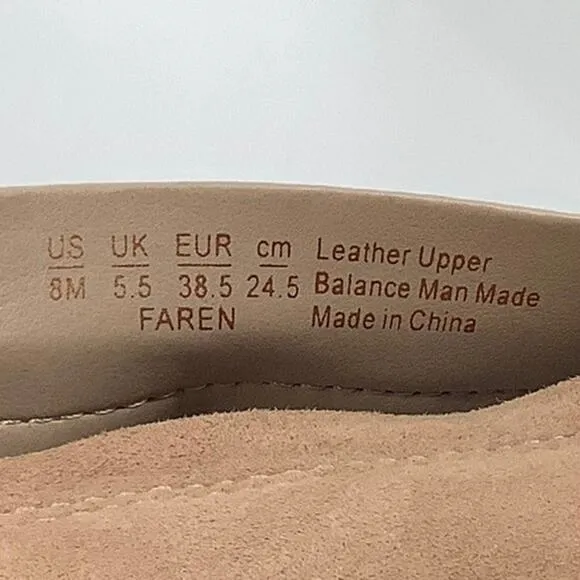 US UK EUR cm Leather Upper
8M 5.5 38.5 24.5 Balance Man Made
FAREN Made in China